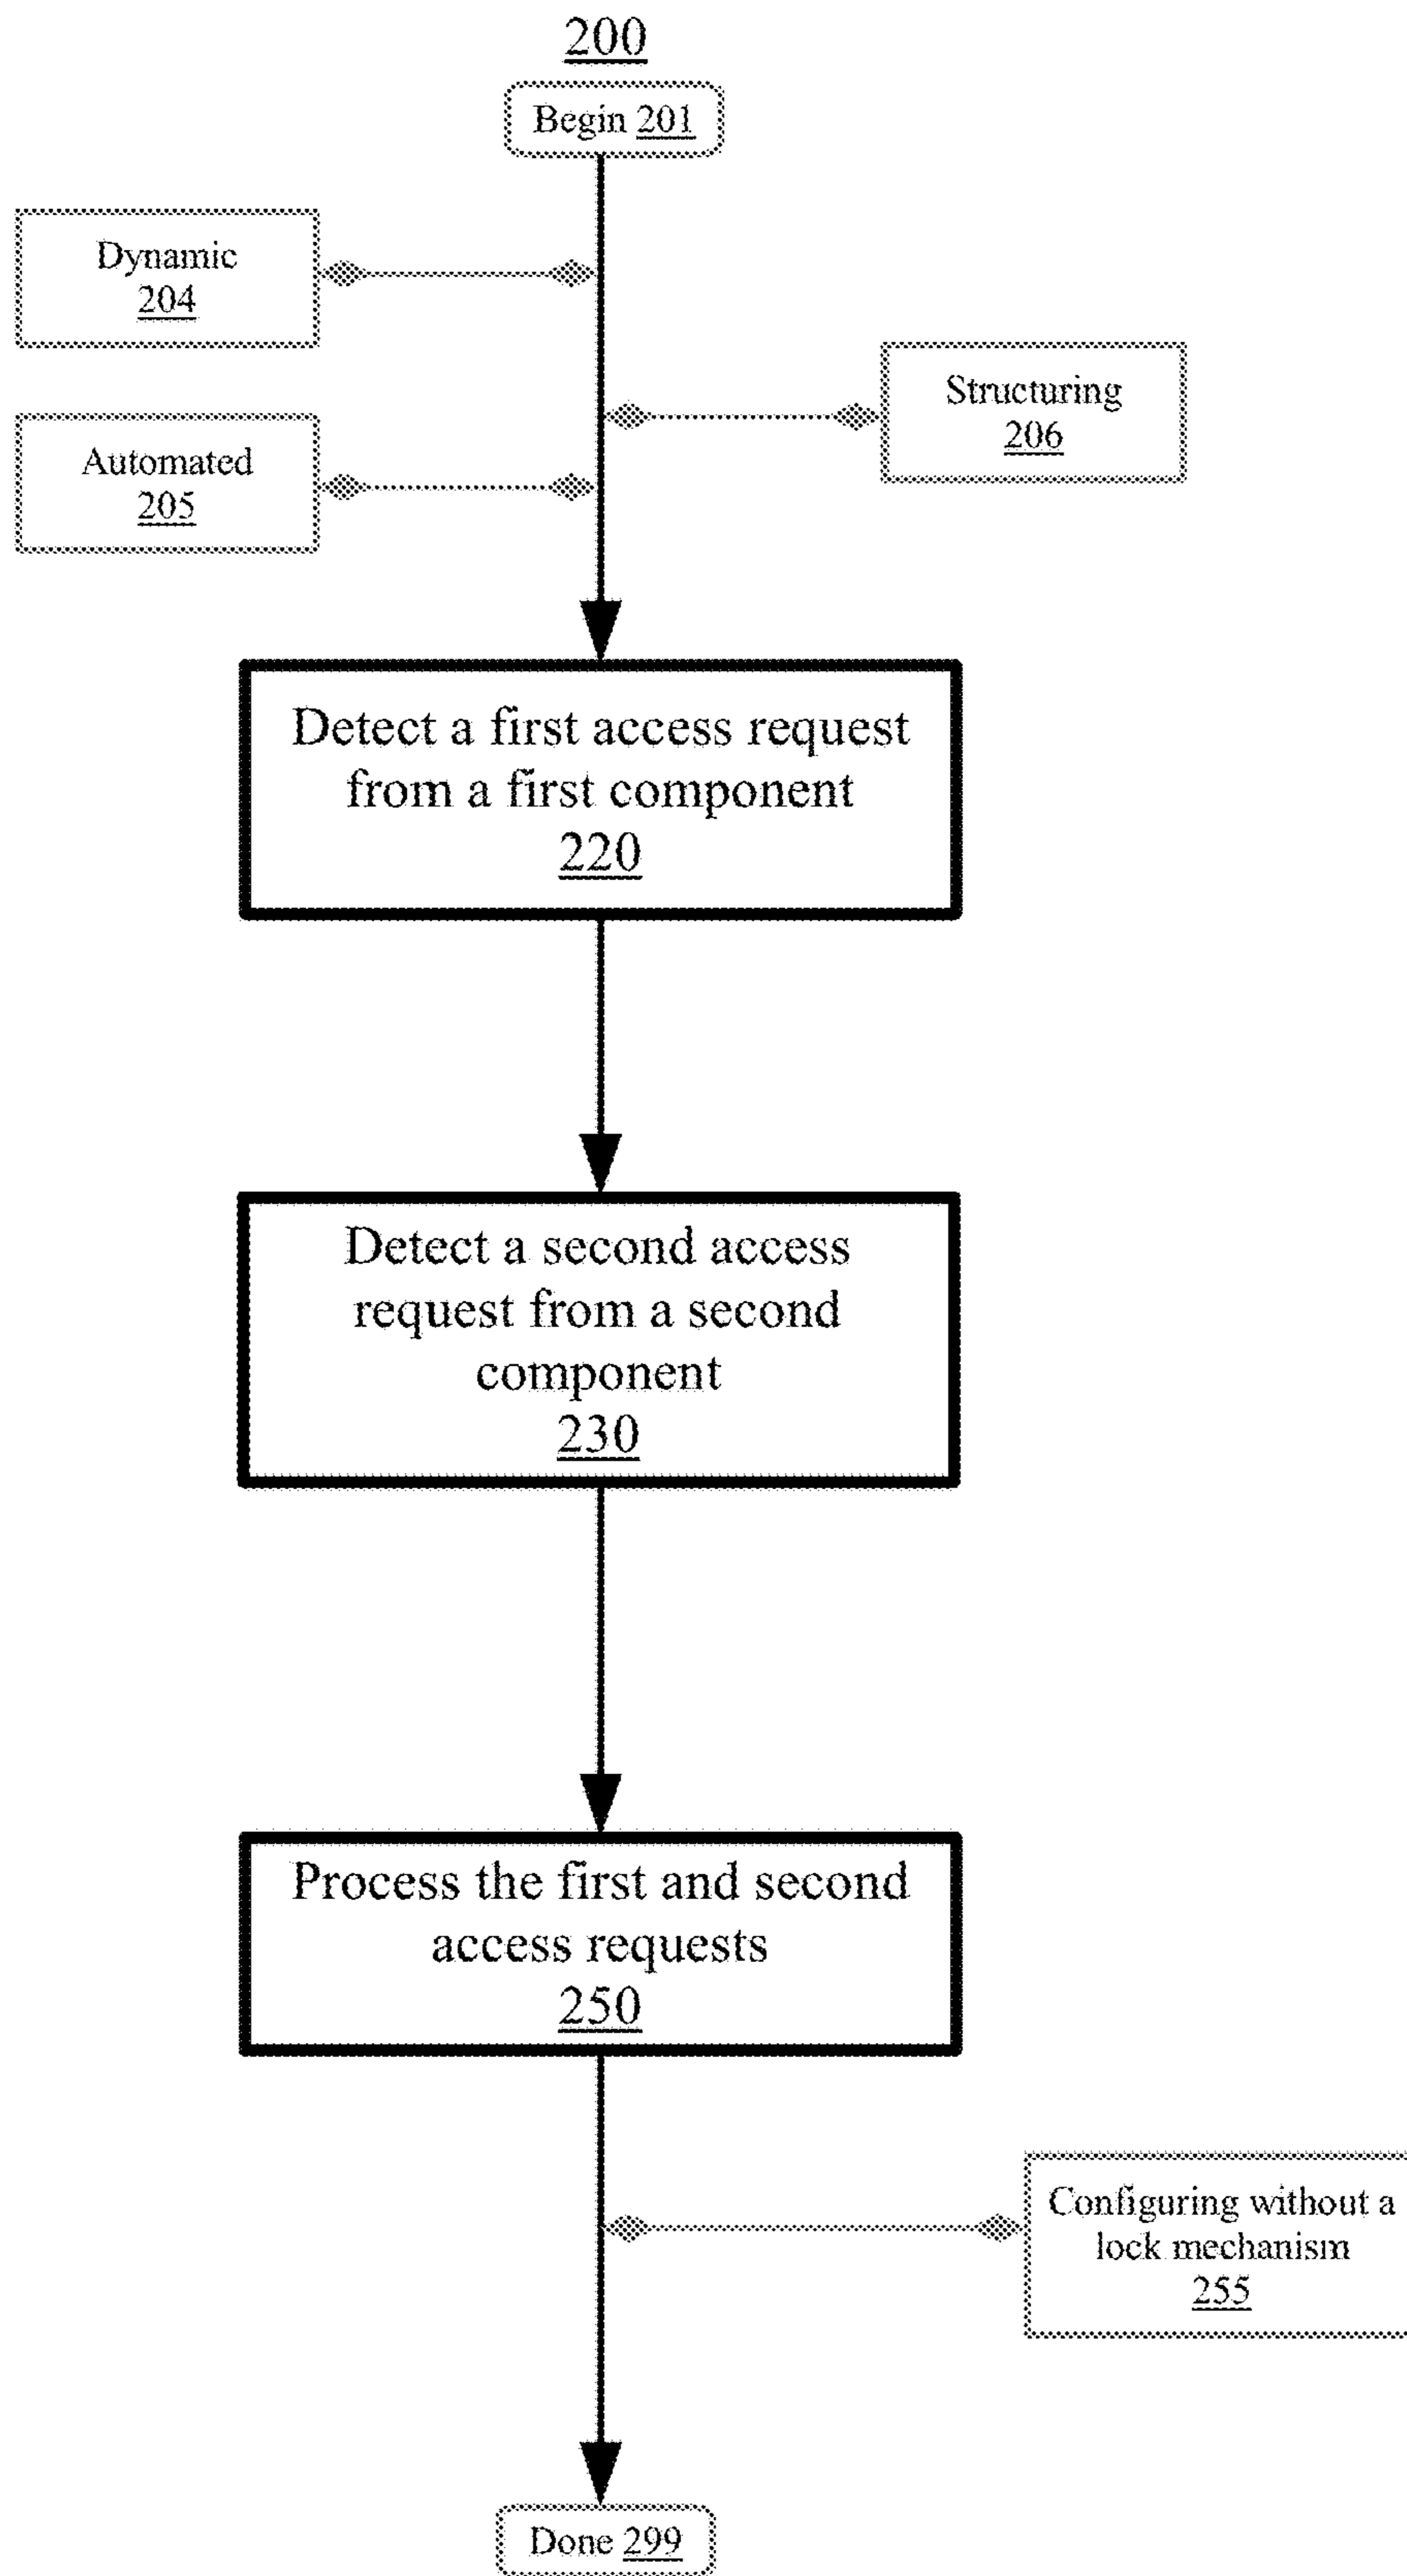 200
Begin 201
Dynamic
204
Structuring
206
Automated
205
Detect a first access request
from a first component
220
Detect a second access
request from a second
component
230
Process the first and second
access requests
250
Configuring without a
lock mechanism
255
Done 299